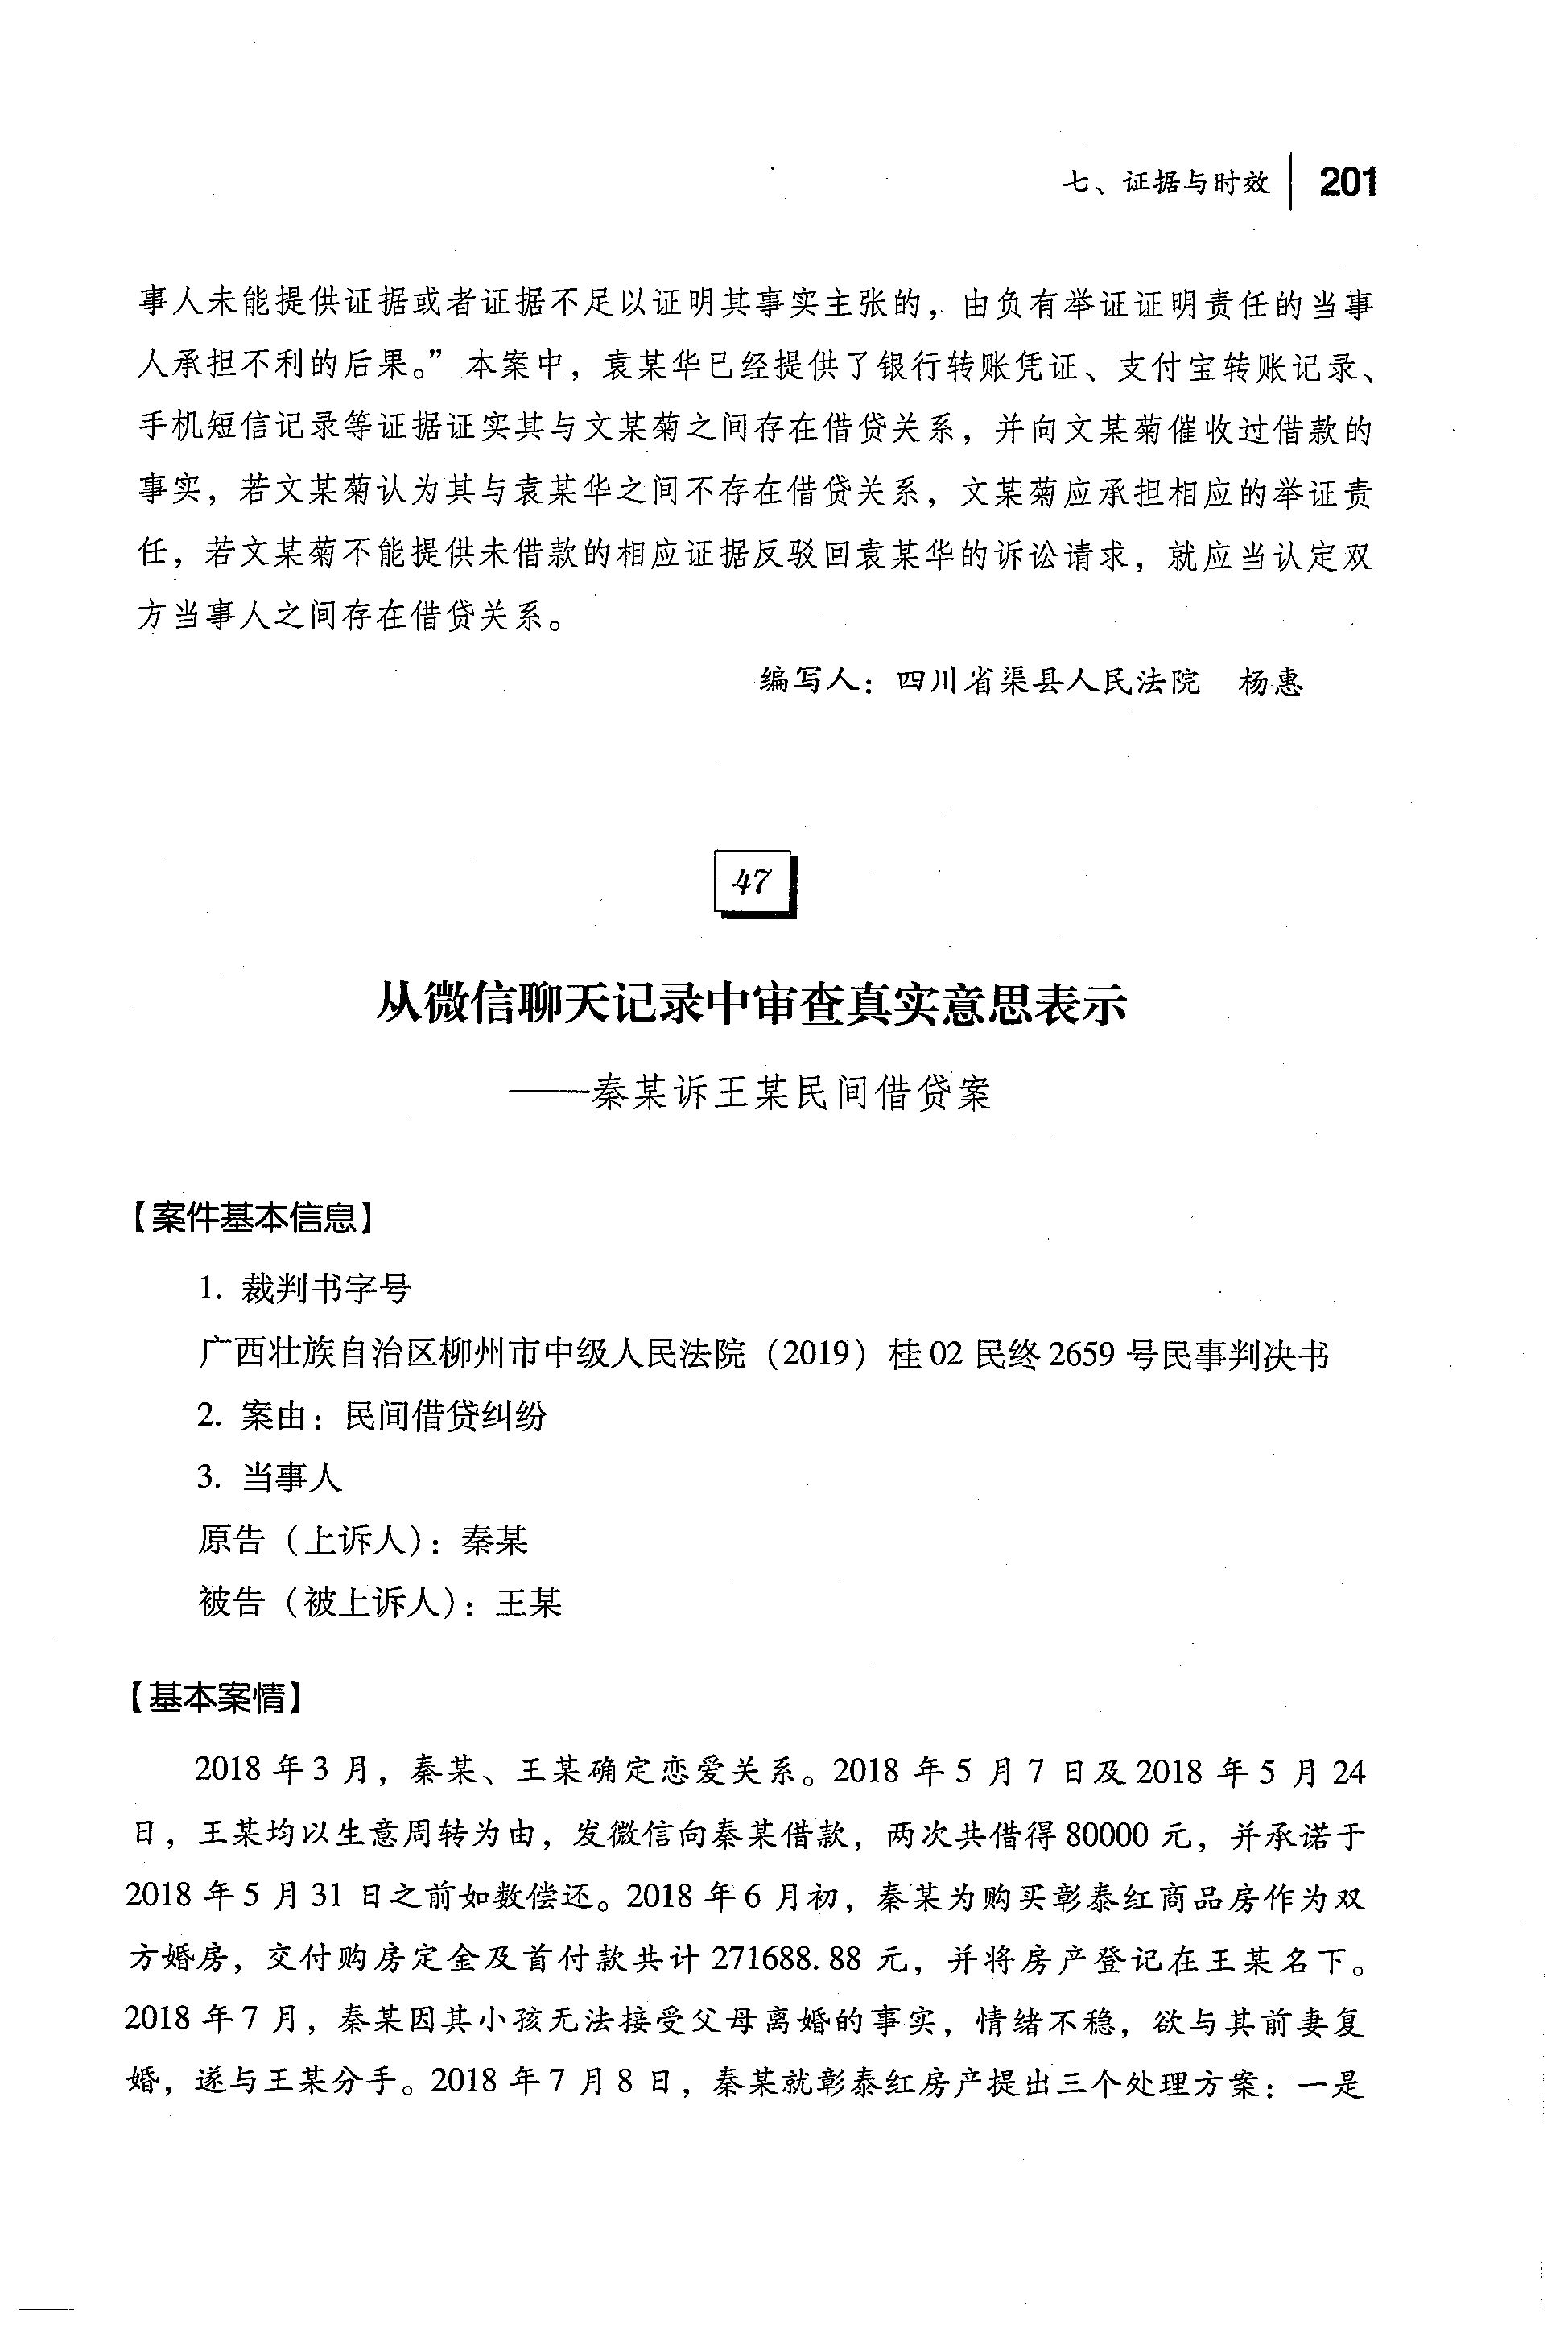 七、证据与时效 201
事人未能提供证据或者证据不足以证明其事实主张的，由负有举证证明责任的当事
人承担不利的后果。”本案中，袁某华已经提供了银行转账凭证、支付宝转账记录、
手机短信记录等证据证实其与文某菊之间存在借贷关系，并向文某菊催收过借款的
事实，若文某菊认为其与袁某华之间不存在借贷关系，文某菊应承担相应的举证责
任，若文某菊不能提供未借款的相应证据反驳回袁某华的诉讼请求，就应当认定双
方当事人之间存在借贷关系。
编写人：四川省渠县人民法院 杨惠
47
从微信聊天记录中审查真实意思表示
——秦某诉王某民间借贷案
【案件基本信息】
1. 裁判书字号
广西壮族自治区柳州市中级人民法院（2019）桂02民终2659号民事判决书
2. 案由：民间借贷纠纷
3. 当事人
原告（上诉人）：秦某
被告（被上诉人）：王某
【基本案情】
2018年3月，秦某、王某确定恋爱关系。2018年5月7日及2018年5月24
日，王某均以生意周转为由，发微信向秦某借款，两次共借得80000元，并承诺于
2018年5月31日之前如数偿还。2018年6月初，秦某为购买彰泰红商品房作为双
方婚房，交付购房定金及首付款共计271688.88元，并将房产登记在王某名下。
2018年7月，秦某因其小孩无法接受父母离婚的事实，情绪不稳，欲与其前妻复
婚，遂与王某分手。2018年7月8日，秦某就彰泰红房产提出三个处理方案：一是